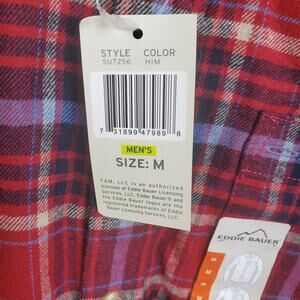 STYLE COLOR
SU7256 HIM
7 31899 47989 8
MEN'S
SIZE: M
F.A.M., LLC. is an authorized
licensee of Eddie Bauer Licensing
Services, LLC. Eddie Bauer® and
the Eddie Bauer logos are the
registered trademarks of Eddie
Bauer Licensing Services, LLC.
EDDIE BAUER
M
M
M